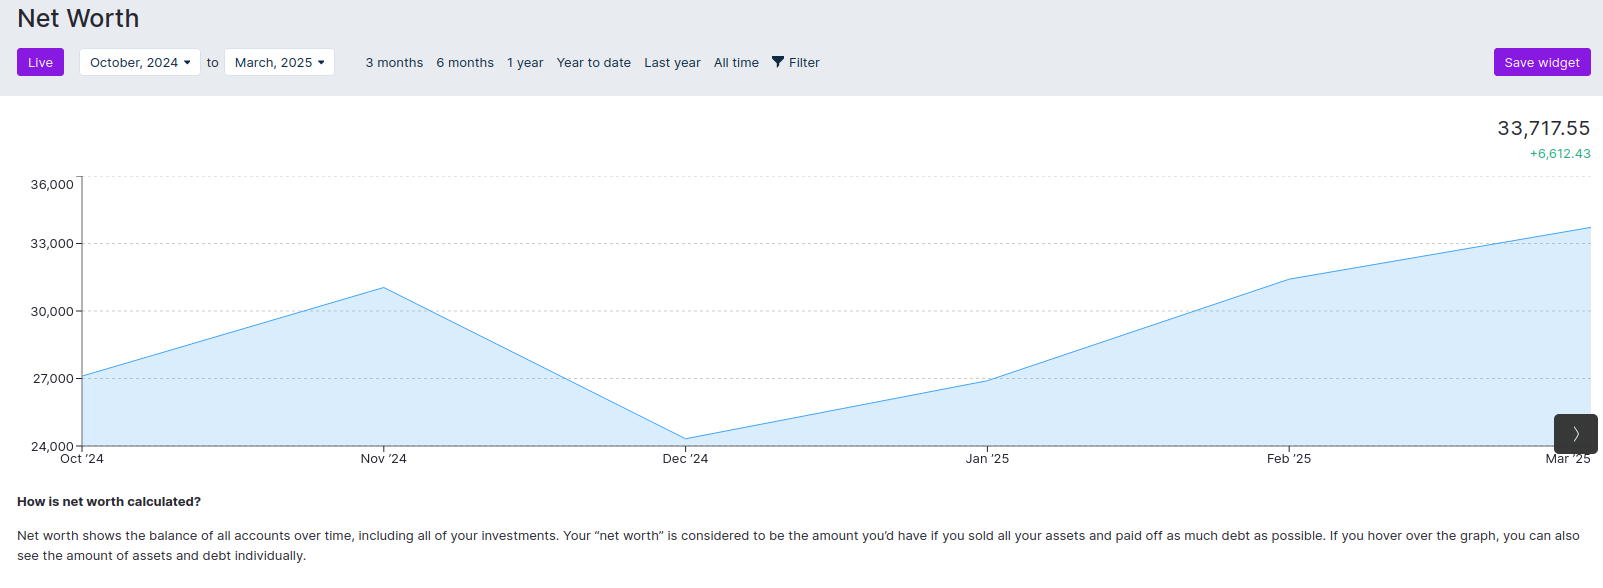 Net Worth
Live October, 2024 to March, 2025 3 months 6 months 1 year Year to date Last year All time Filter Save widget
33,717.55
+6,612.43
36,000
33,000
30,000
27,000
24,000
Oct ’24 Nov ’24 Dec ’24 Jan ’25 Feb ’25 Mar ’25
How is net worth calculated?
Net worth shows the balance of all accounts over time, including all of your investments. Your “net worth” is considered to be the amount you’d have if you sold all your assets and paid off as much debt as possible. If you hover over the graph, you can also
see the amount of assets and debt individually.